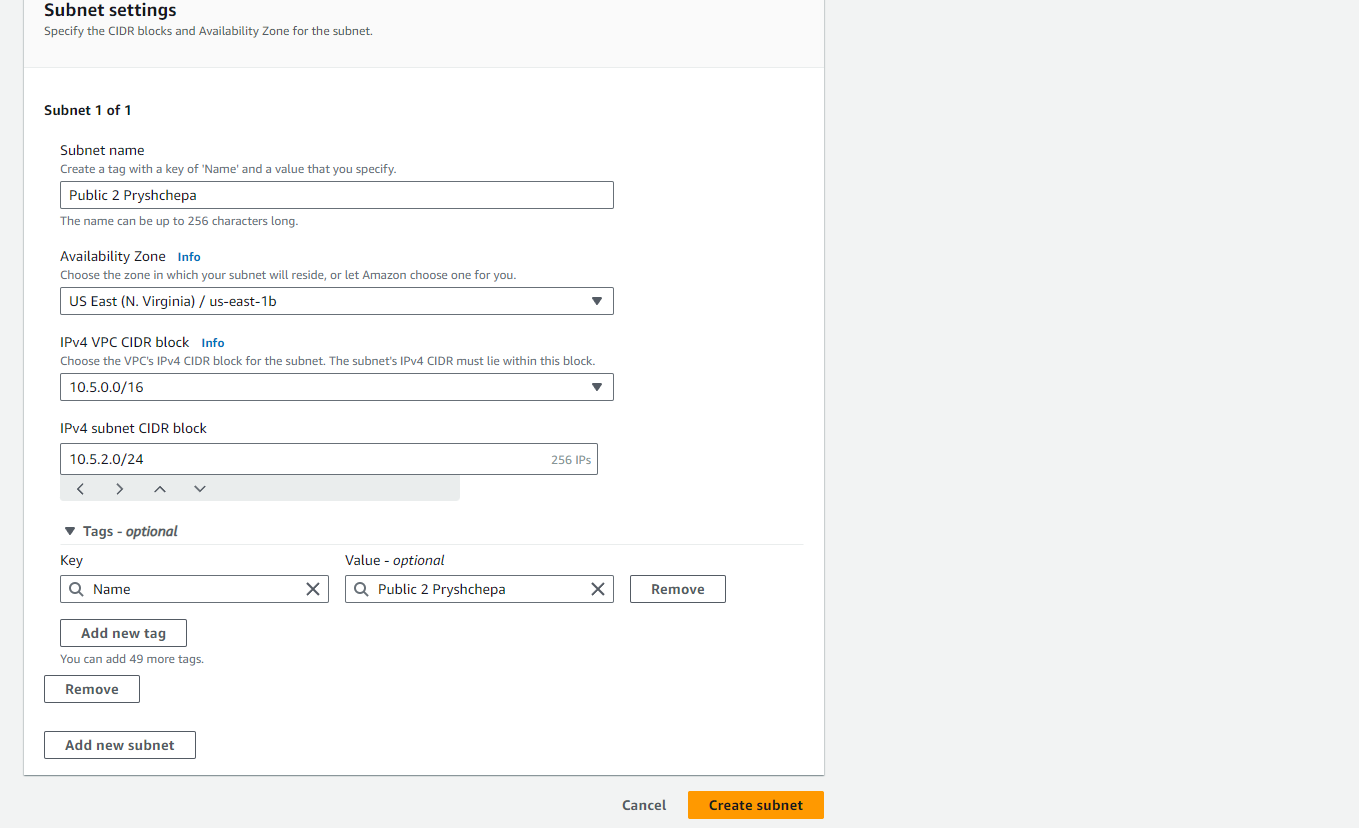 Subnet settings
Specify the CIDR blocks and Availability Zone for the subnet.
Subnet 1 of 1
Subnet name
Create a tag with a key of 'Name' and a value that you specify.
Public 2 Pryshchepa
The name can be up to 256 characters long.
Availability Zone Info
Choose the zone in which your subnet will reside, or let Amazon choose one for you.
US East (N. Virginia) / us-east-1b
IPv4 VPC CIDR block Info
Choose the VPC's IPv4 CIDR block for the subnet. The subnet's IPv4 CIDR must lie within this block.
10.5.0.0/16
IPv4 subnet CIDR block
10.5.2.0/24 256 IPs
Tags - optional
Key Value - optional
Name Public 2 Pryshchepa Remove
Add new tag
You can add 49 more tags.
Remove
Add new subnet
Cancel Create subnet